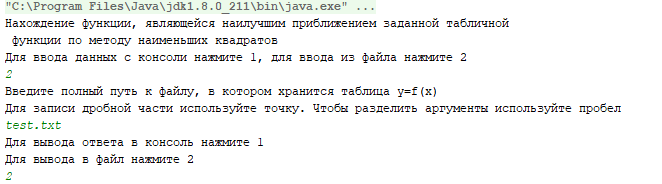 "C:\Program Files\Java\jdk1.8.0_211\bin\java.exe" ...
Нахождение функции, являющейся наилучшим приближением заданной табличной
функции по методу наименьших квадратов
Для ввода данных с консоли нажмите 1, для ввода из файла нажмите 2
2
Введите полный путь к файлу, в котором хранится таблица y=f(x)
Для записи дробной части используйте точку. Чтобы разделить аргументы используйте пробел
test.txt
Для вывода ответа в консоль нажмите 1
Для вывода в файл нажмите 2
2